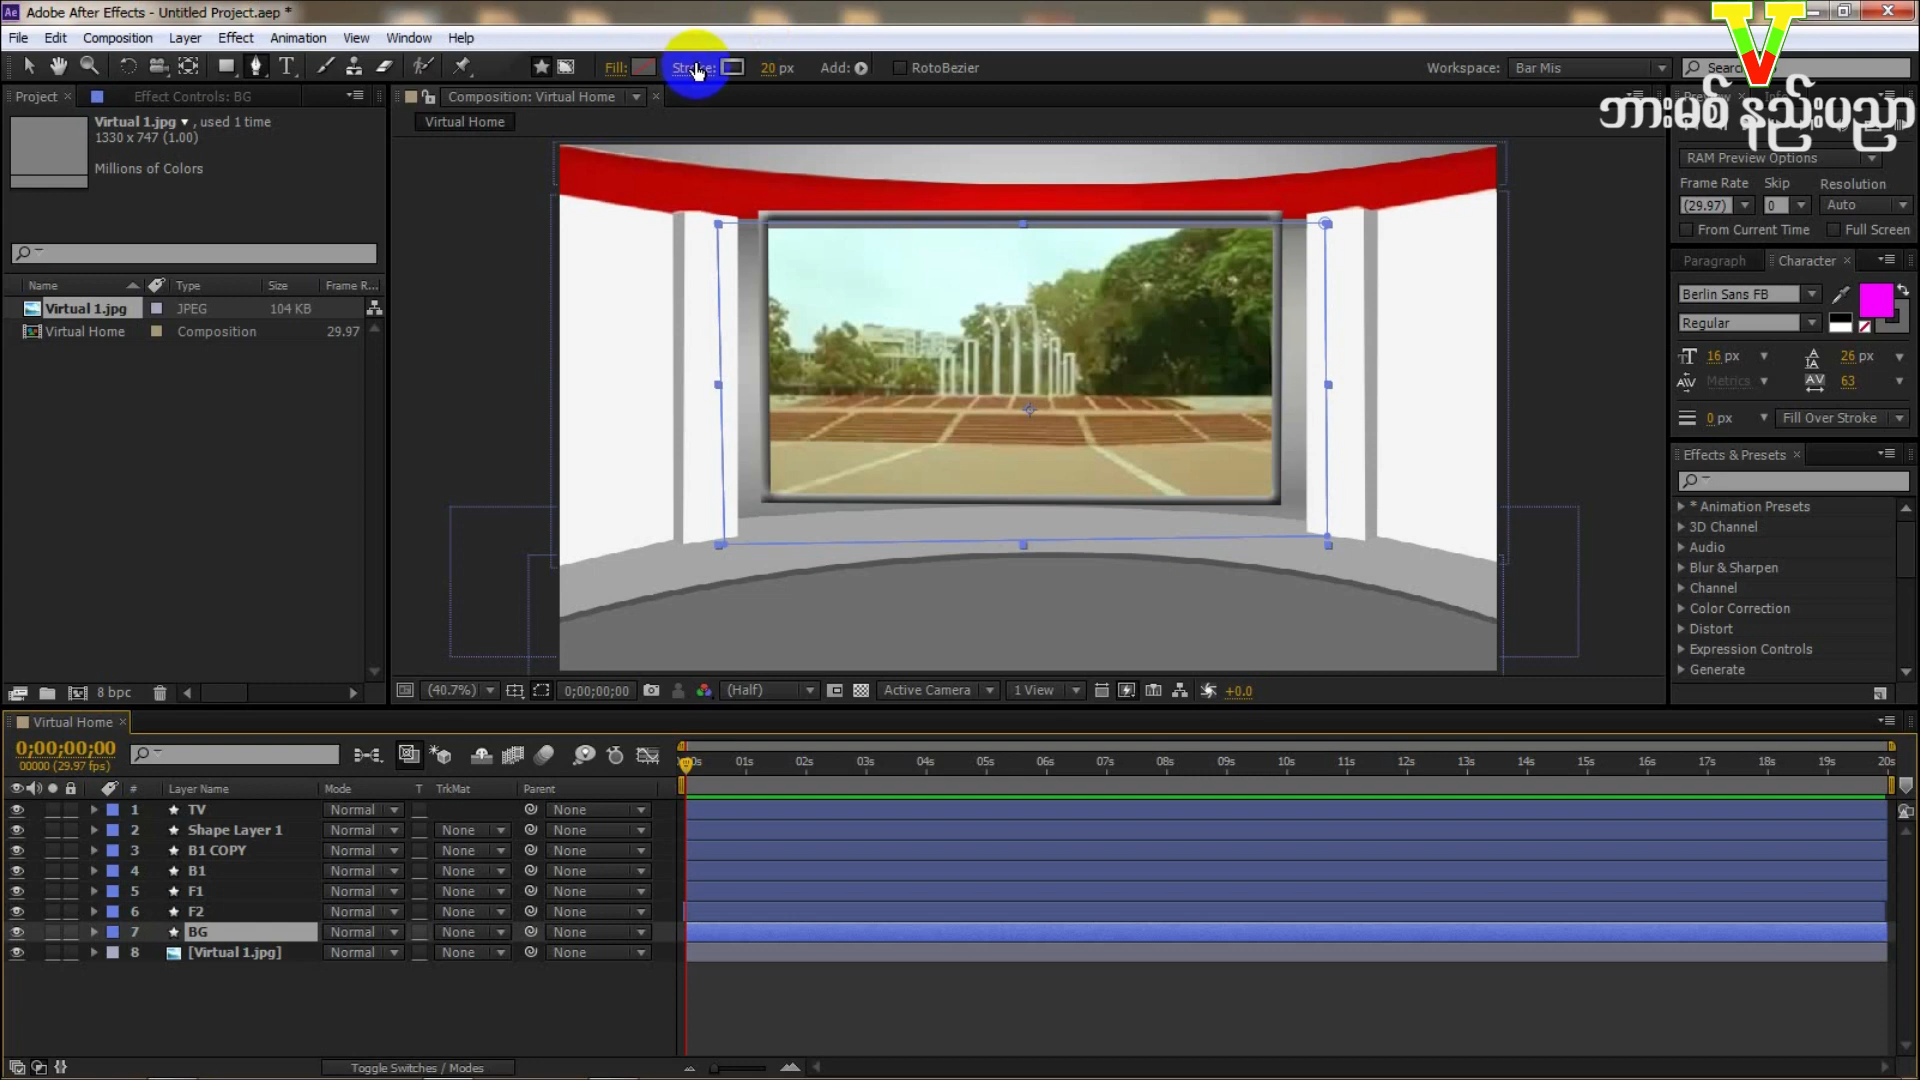 Adobe After Effects - Untitled Project.aep *
File Edit Composition Layer Effect Animation View Window Help
Fill: Stroke: 20 px Add: RotoBezier Workspace: Bar Mis
V
ဘားမစ် နည်းပညာ
Project Effect Controls: BG
Composition: Virtual Home
Virtual Home
Virtual 1.jpg , used 1 time
1330 x 747 (1.00)
Millions of Colors
Name Type Size Frame R...
Virtual 1.jpg JPEG 104 KB
Virtual Home Composition 29.97
8 bpc
(40.7%) 0;00;00;00 (Half) Active Camera 1 View +0.0
RAM Preview Options
Frame Rate Skip Resolution
(29.97) 0 Auto
From Current Time Full Screen
Paragraph Character
Berlin Sans FB
Regular
16 px 26 px
Metrics 63
0 px Fill Over Stroke
Effects & Presets
* Animation Presets
3D Channel
Audio
Blur & Sharpen
Channel
Color Correction
Distort
Expression Controls
Generate
Virtual Home
0;00;00;00
00000 (29.97 fps)
01s 02s 03s 04s 05s 06s 07s 08s 09s 10s 11s 12s 13s 14s 15s 16s 17s 18s 19s 20s
# Layer Name Mode T TrkMat Parent
1 TV Normal None
2 Shape Layer 1 Normal None None
3 B1 COPY Normal None None
4 B1 Normal None None
5 F1 Normal None None
6 F2 Normal None None
7 BG Normal None None
8 [Virtual 1.jpg] Normal None None
Toggle Switches / Modes